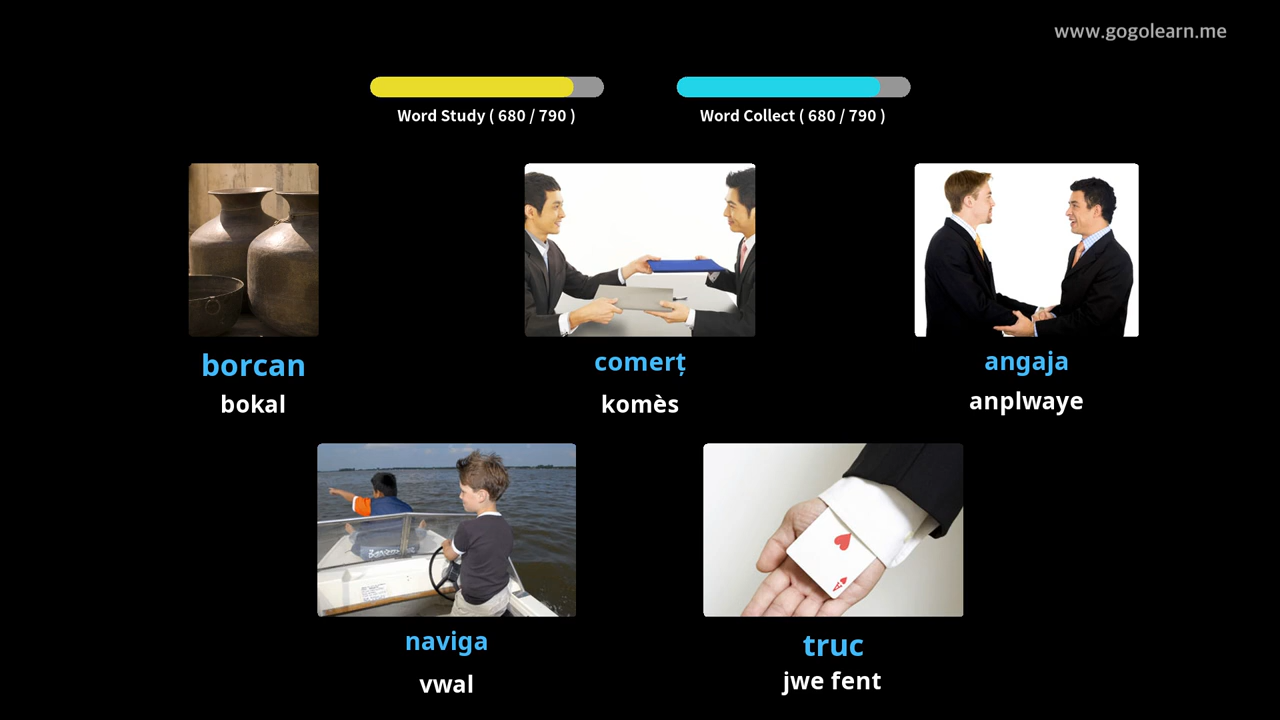 www.gogolearn.me
Word Study ( 680 / 790 )
Word Collect ( 680 / 790 )
borcan
bokal
comerț
komès
angaja
anplwaye
naviga
vwal
truc
jwe fent